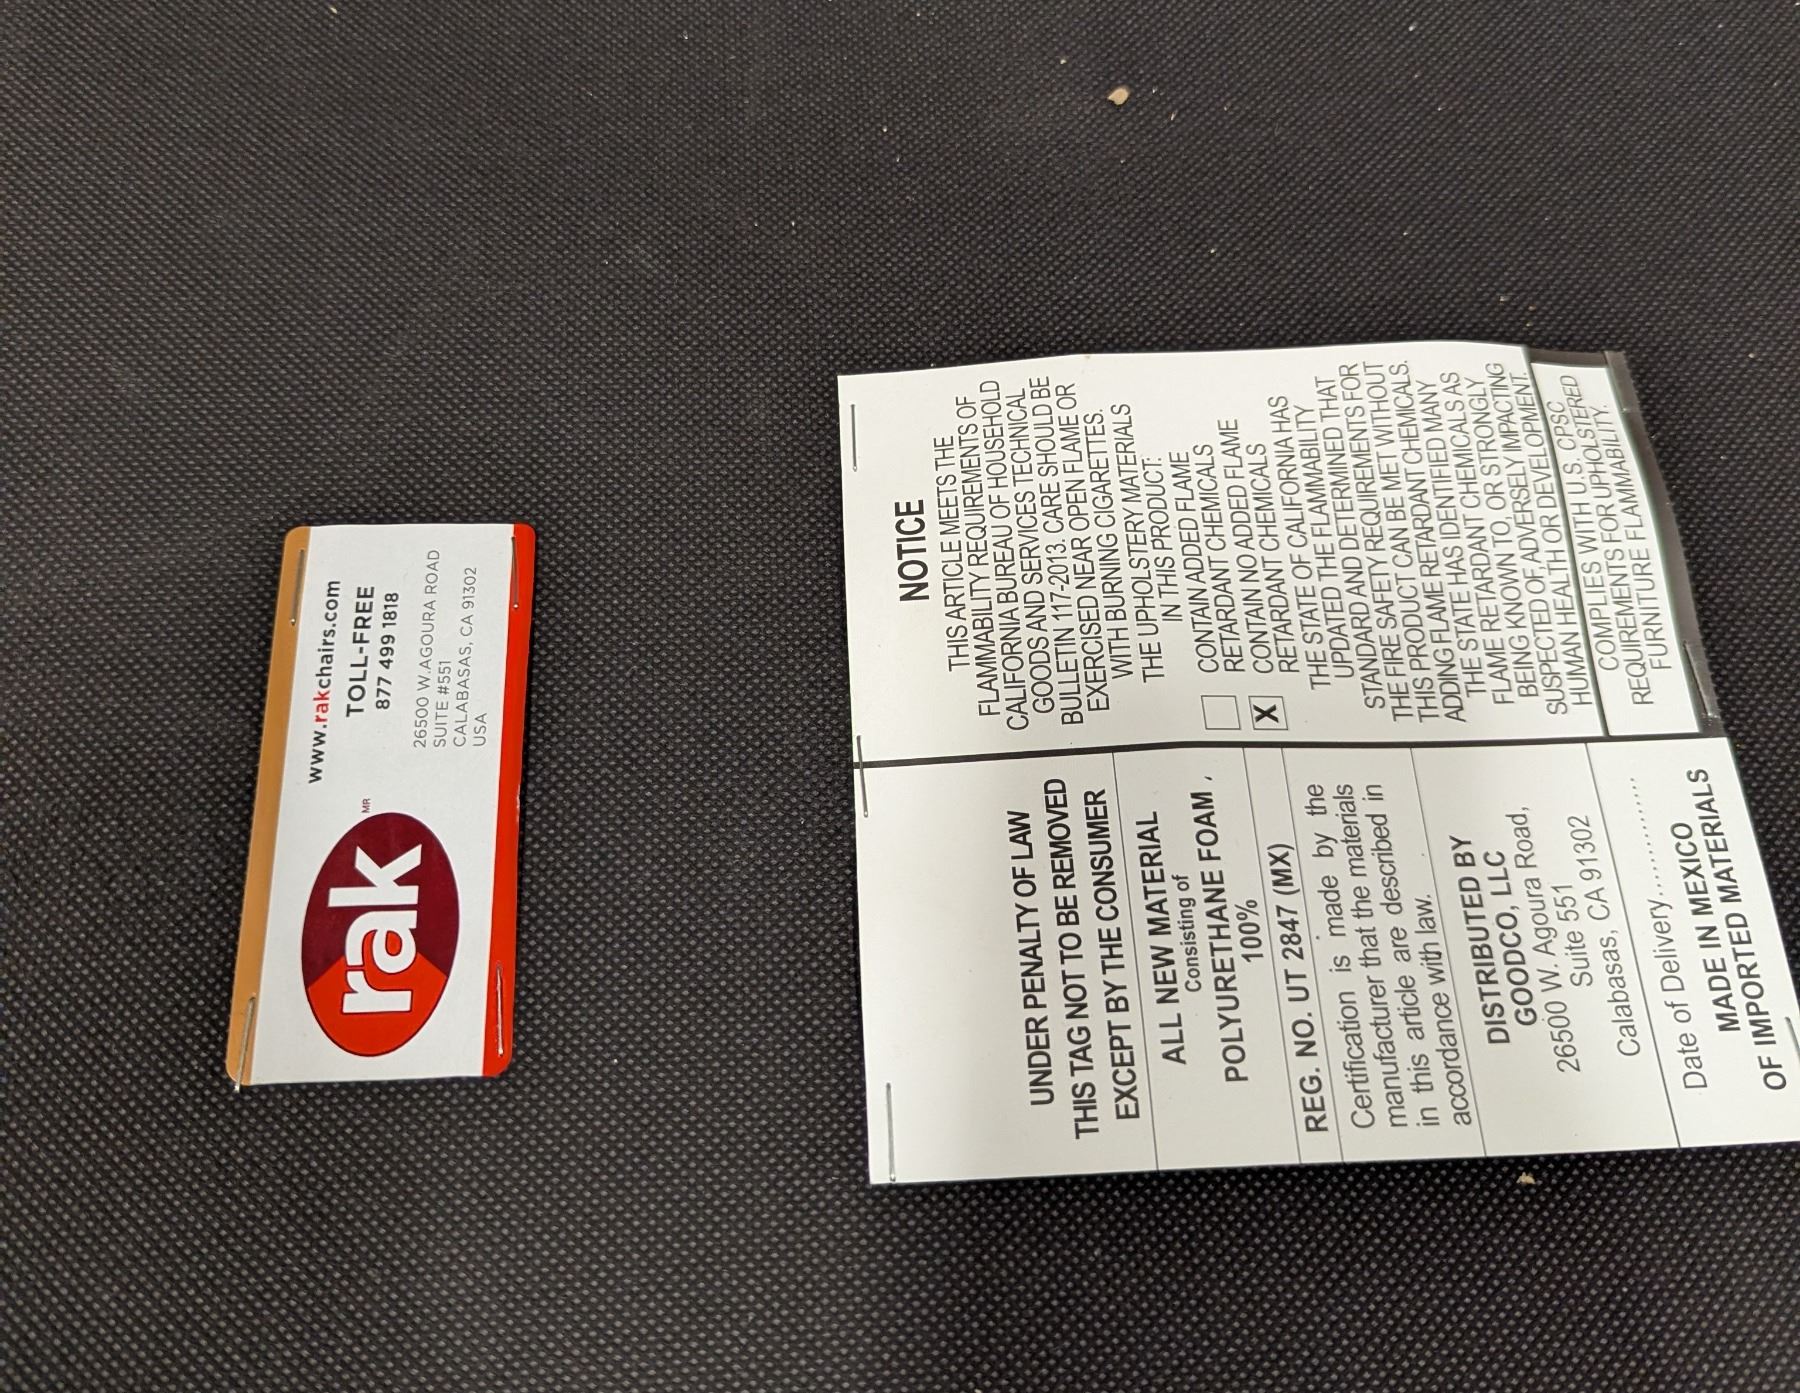 rak
MR
www.rakchairs.com
TOLL-FREE
877 499 1818
26500 W. AGOURA ROAD
SUITE #551
CALABASAS, CA 91302
USA
UNDER PENALTY OF LAW
THIS TAG NOT TO BE REMOVED
EXCEPT BY THE CONSUMER
ALL NEW MATERIAL
Consisting of
POLYURETHANE FOAM ,
100%
REG. NO. UT 2847 (MX)
Certification is made by the
manufacturer that the materials
in this article are described in
accordance with law.
DISTRIBUTED BY
GOODCO, LLC
26500 W. Agoura Road,
Suite 551
Calabasas, CA 91302
Date of Delivery..............
MADE IN MEXICO
OF IMPORTED MATERIALS
NOTICE
THIS ARTICLE MEETS THE
FLAMMABILITY REQUIREMENTS OF
CALIFORNIA BUREAU OF HOUSEHOLD
GOODS AND SERVICES TECHNICAL
BULLETIN 117-2013. CARE SHOULD BE
EXERCISED NEAR OPEN FLAME OR
WITH BURNING CIGARETTES.
THE UPHOLSTERY MATERIALS
IN THIS PRODUCT:
CONTAIN ADDED FLAME
RETARDANT CHEMICALS
X CONTAIN NO ADDED FLAME
RETARDANT CHEMICALS
THE STATE OF CALIFORNIA HAS
UPDATED THE FLAMMABILITY
STANDARD AND DETERMINED THAT
THE FIRE SAFETY REQUIREMENTS FOR
THIS PRODUCT CAN BE MET WITHOUT
ADDING FLAME RETARDANT CHEMICALS.
THE STATE HAS IDENTIFIED MANY
FLAME RETARDANT CHEMICALS AS
BEING KNOWN TO, OR STRONGLY
SUSPECTED OF ADVERSELY IMPACTING
HUMAN HEALTH OR DEVELOPMENT.
COMPLIES WITH U.S. CPSC
REQUIREMENTS FOR UPHOLSTERED
FURNITURE FLAMMABILITY.